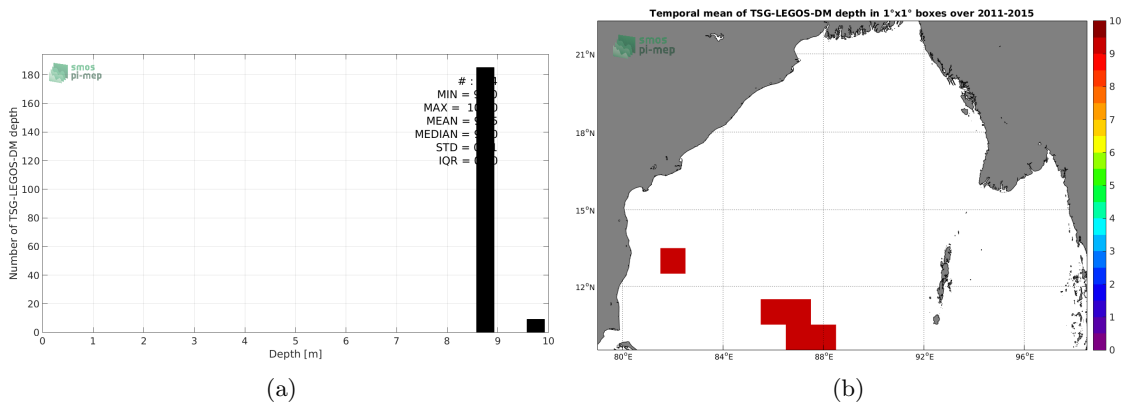 Temporal mean of TSG-LEGOS-DM depth in 1°x1° boxes over 2011-2015
smos
pi-mep
# :
MIN =
MAX =
MEAN =
MEDIAN =
STD =
IQR =
Number of TSG-LEGOS-DM depth
180
160
140
120
100
80
60
40
20
0
0 1 2 3 4 5 6 7 8 9 10
Depth [m]
(a)
smos
pi-mep
21°N
18°N
15°N
12°N
80°E 84°E 88°E 92°E 96°E
10
9
8
7
6
5
4
3
2
1
0
(b)